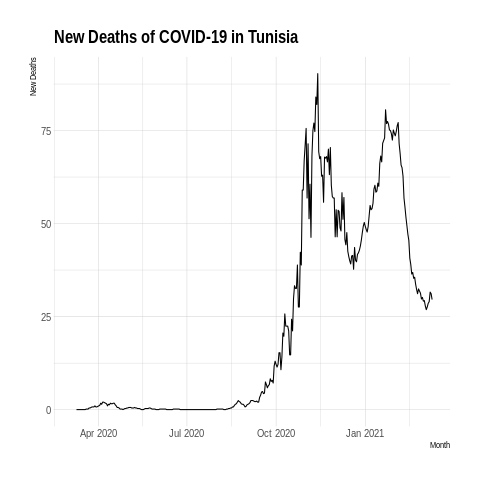 New Deaths of COVID-19 in Tunisia
New Deaths
75
50
25
0
Apr 2020
Jul 2020
Oct 2020
Jan 2021
Month